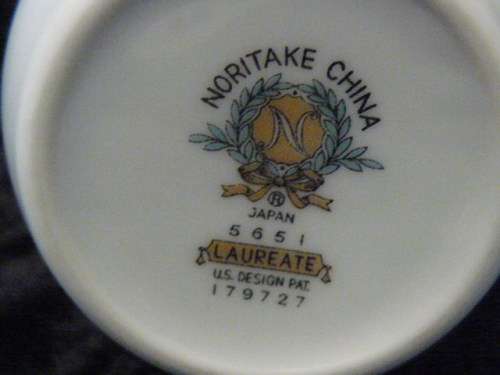 NORITAKE CHINA
N
®
JAPAN
5651
LAUREATE
U.S. DESIGN PAT.
179727